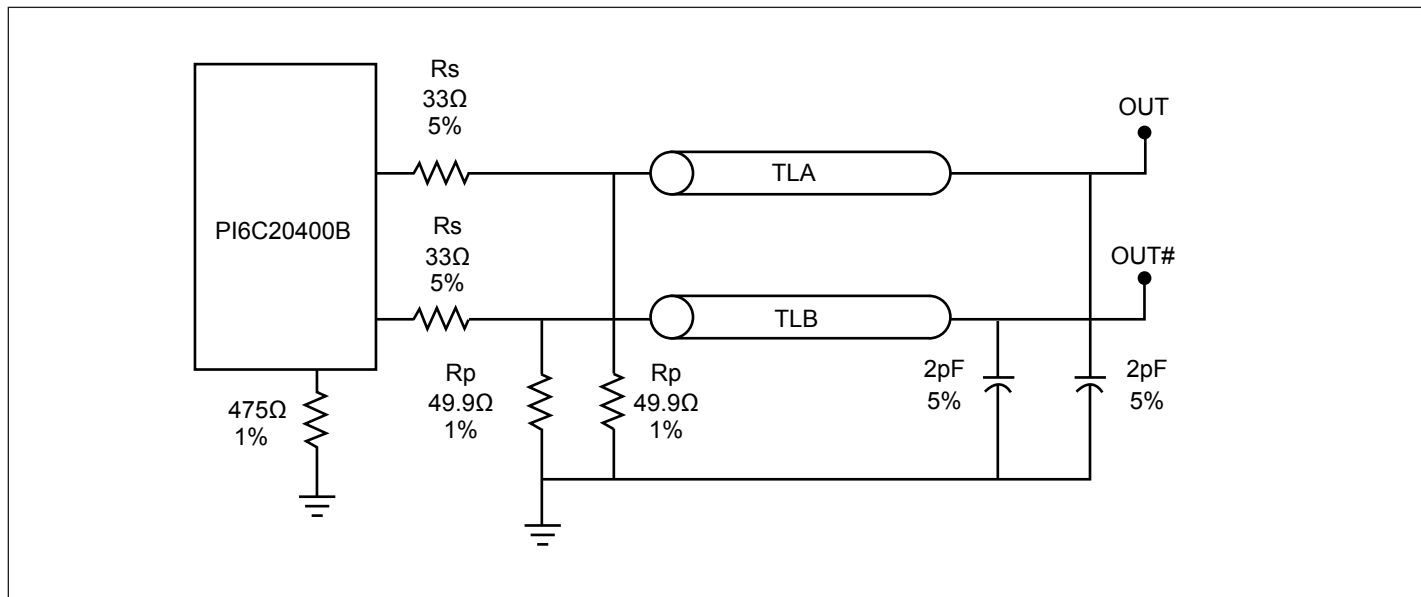 Rs
33Ω
5%
OUT
TLA
PI6C20400B
Rs
33Ω
5%
OUT#
TLB
Rp
49.9Ω
1%
Rp
49.9Ω
1%
2pF
5%
2pF
5%
475Ω
1%